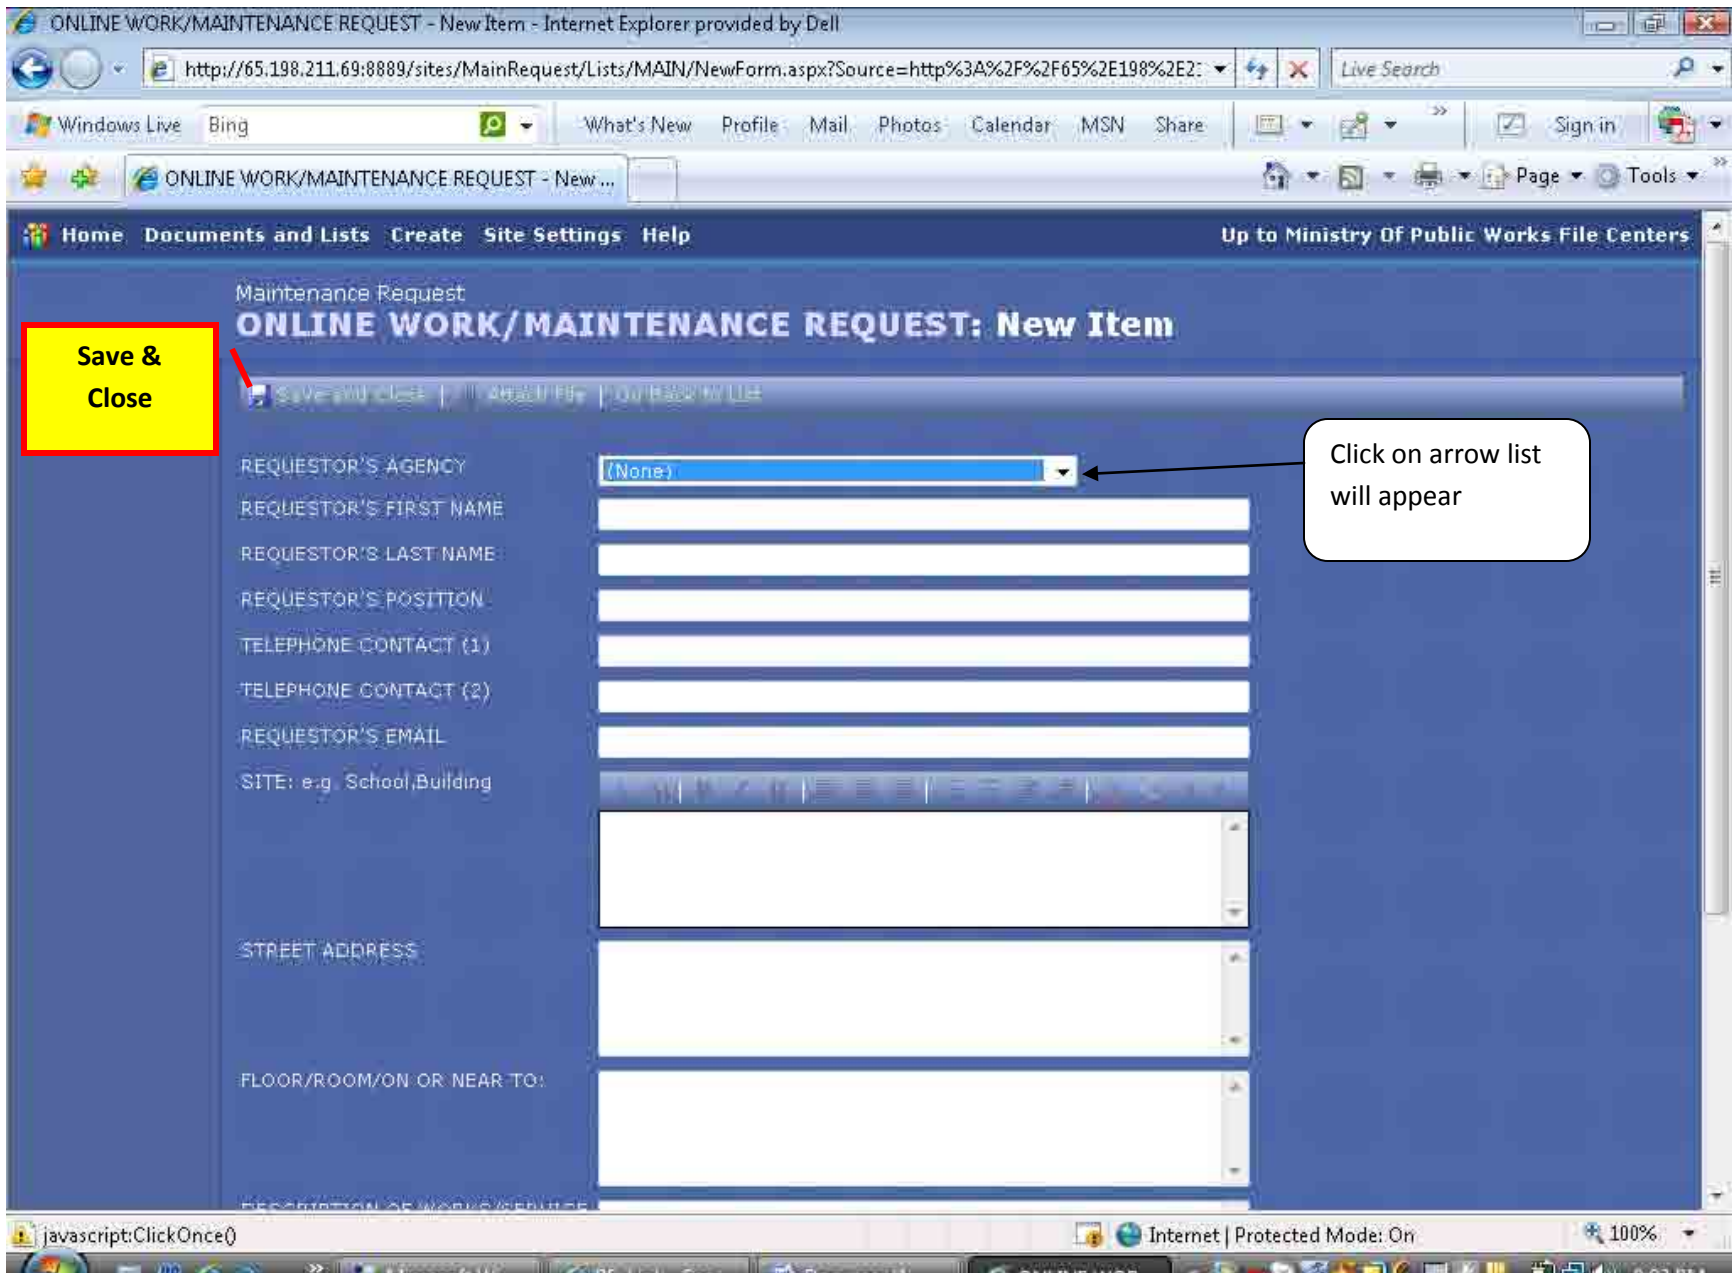 ONLINE WORK/MAINTENANCE REQUEST - New Item - Internet Explorer provided by Dell
http://65.198.211.69:8889/sites/MainRequest/Lists/MAIN/NewForm.aspx?Source=http%3A%2F%2F65%2E198%2E2 Live Search
Windows Live Bing What's New Profile Mail Photos Calendar MSN Share Sign in
ONLINE WORK/MAINTENANCE REQUEST - New ... Page Tools
Home Documents and Lists Create Site Settings Help Up to Ministry Of Public Works File Centers
Maintenance Request
ONLINE WORK/MAINTENANCE REQUEST: New Item
Save &
Close
Save and Close | Attach File | Go Back to List
Click on arrow list
will appear
REQUESTOR'S AGENCY (None)
REQUESTOR'S FIRST NAME
REQUESTOR'S LAST NAME
REQUESTOR'S POSITION
TELEPHONE CONTACT (1)
TELEPHONE CONTACT (2)
REQUESTOR'S EMAIL
SITE: e.g. School,Building
STREET ADDRESS
FLOOR/ROOM/ON OR NEAR TO:
DESCRIPTION OF WORKS/SERVICE
javascript:ClickOnce() Internet | Protected Mode: On 100%